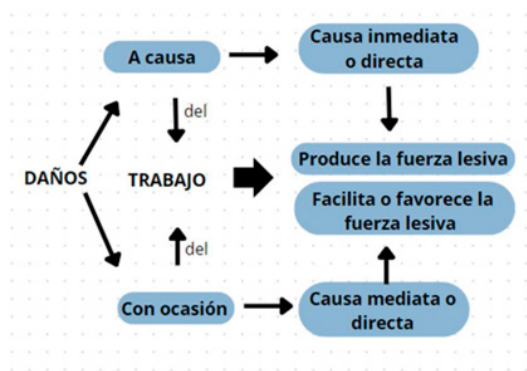 A causa
Causa inmediata
o directa
del
Produce la fuerza lesiva
DAÑOS
TRABAJO
Facilita o favorece la
fuerza lesiva
del
Con ocasión
Causa mediata o
directa